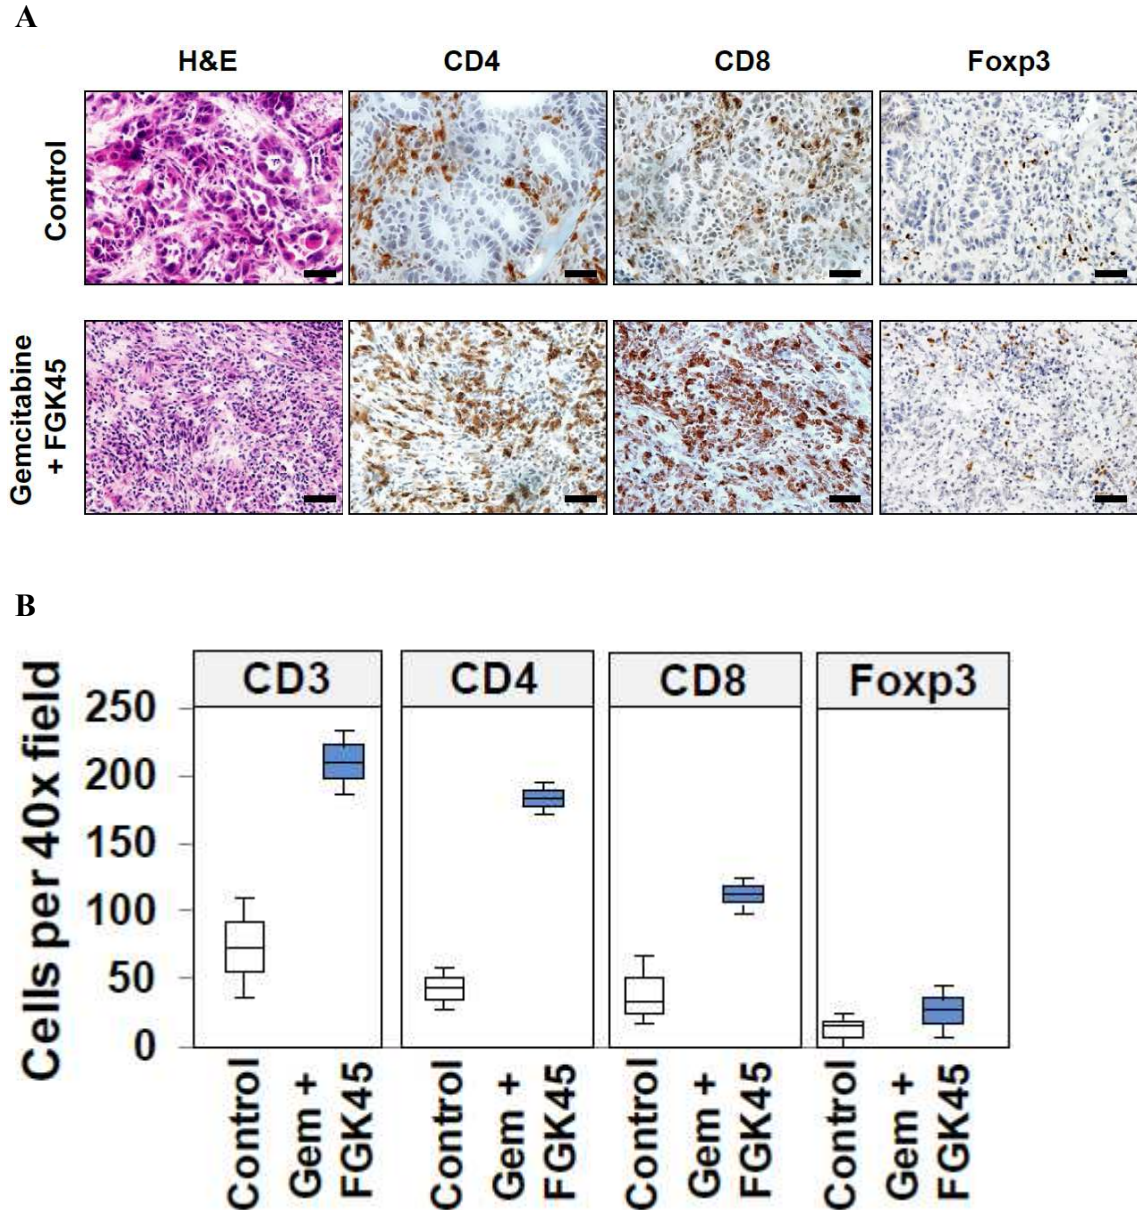 A
H&E CD4 CD8 Foxp3
Control
Gemcitabine
+ FGK45
B
Cells per 40x field
CD3 CD4 CD8 Foxp3
250
200
150
100
50
0
Control Gem + FGK45 Control Gem + FGK45 Control Gem + FGK45 Control Gem + FGK45